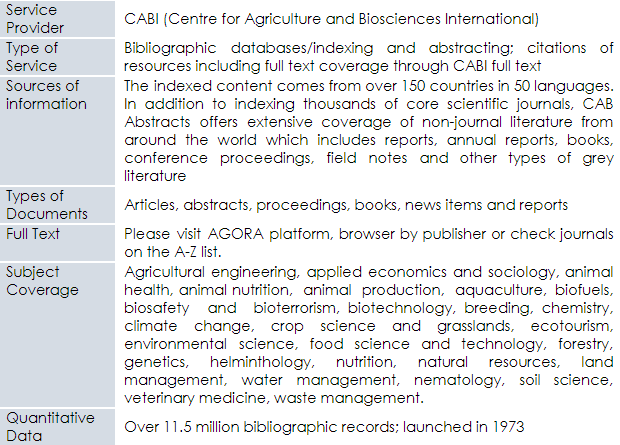 Service
Provider
CABI (Centre for Agriculture and Biosciences International)
Type of
Service
Bibliographic databases/indexing and abstracting; citations of
resources including full text coverage through CABI full text
Sources of
information
The indexed content comes from over 150 countries in 50 languages.
In addition to indexing thousands of core scientific journals, CAB
Abstracts offers extensive coverage of non-journal literature from
around the world which includes reports, annual reports, books,
conference proceedings, field notes and other types of grey
literature
Types of
Documents
Articles, abstracts, proceedings, books, news items and reports
Full Text
Please visit AGORA platform, browser by publisher or check journals
on the A-Z list.
Subject
Coverage
Agricultural engineering, applied economics and sociology, animal
health, animal nutrition, animal production, aquaculture, biofuels,
biosafety and bioterrorism, biotechnology, breeding, chemistry,
climate change, crop science and grasslands, ecotourism,
environmental science, food science and technology, forestry,
genetics, helminthology, nutrition, natural resources, land
management, water management, nematology, soil science,
veterinary medicine, waste management.
Quantitative
Data
Over 11.5 million bibliographic records; launched in 1973